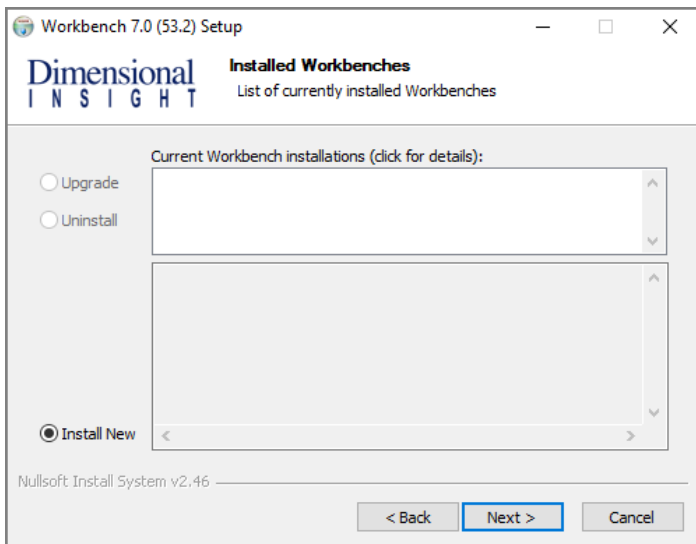 Workbench 7.0 (53.2) Setup
Dimensional
INSIGHT
Installed Workbenches
List of currently installed Workbenches
Current Workbench installations (click for details):
Upgrade
Uninstall
Install New
Nullsoft Install System v2.46
< Back
Next >
Cancel